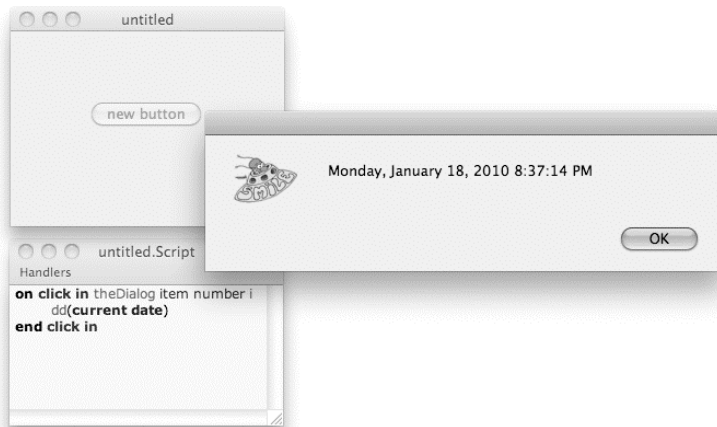 untitled
new button
Monday, January 18, 2010 8:37:14 PM
SMILE
OK
untitled.Script
Handlers
on click in theDialog item number i
dd(current date)
end click in